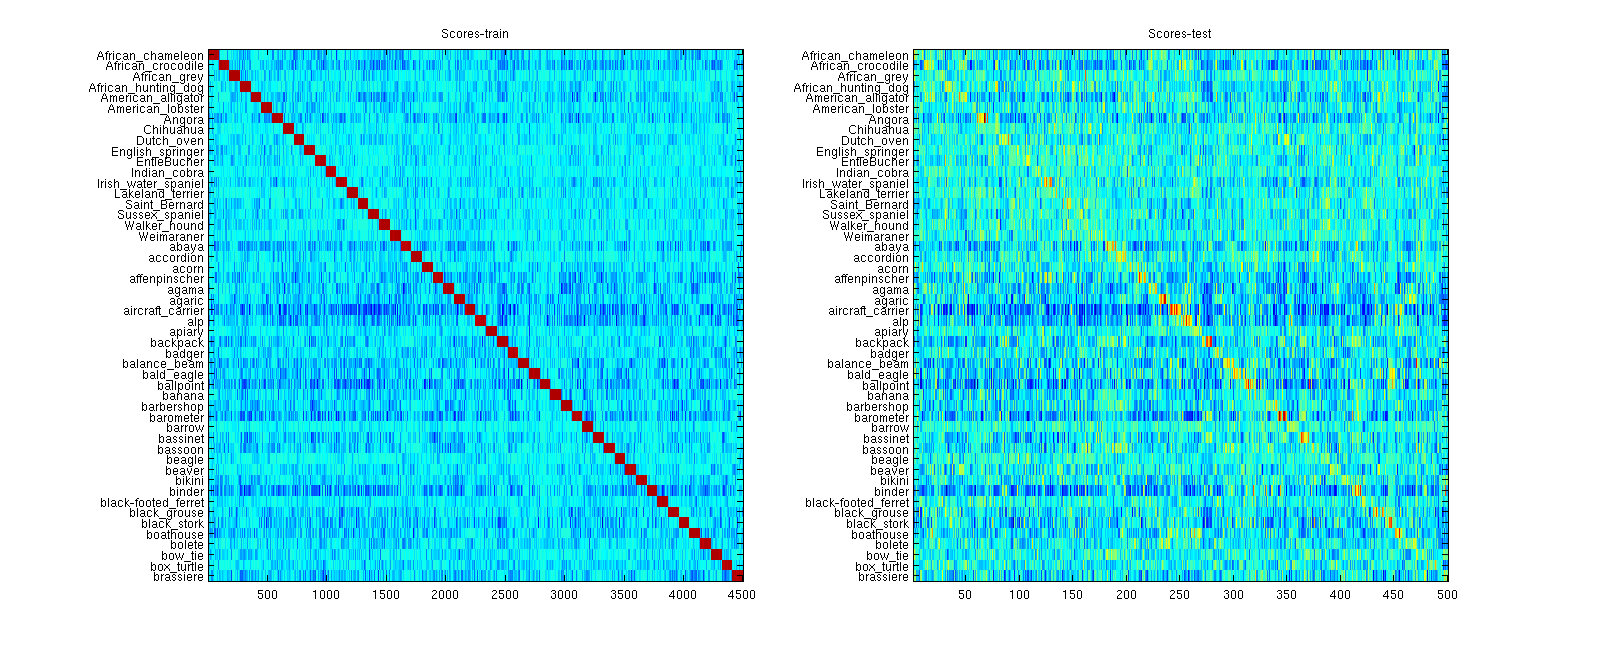 Scores-train
African_chameleon
African_crocodile
African_grey
African_hunting_dog
American_alligator
American_lobster
Angora
Chihuahua
Dutch_oven
English_springer
EntleBucher
Indian_cobra
Irish_water_spaniel
Lakeland_terrier
Saint_Bernard
Sussex_spaniel
Walker_hound
Weimaraner
abaya
accordion
acorn
affenpinscher
agama
agaric
aircraft_carrier
alp
apiary
backpack
badger
balance_beam
bald_eagle
ballpoint
banana
barbershop
barometer
barrow
bassinet
bassoon
beagle
beaver
bikini
binder
black-footed_ferret
black_grouse
black_stork
boathouse
bolete
bow_tie
box_turtle
brassiere
500 1000 1500 2000 2500 3000 3500 4000 4500
Scores-test
African_chameleon
African_crocodile
African_grey
African_hunting_dog
American_alligator
American_lobster
Angora
Chihuahua
Dutch_oven
English_springer
EntleBucher
Indian_cobra
Irish_water_spaniel
Lakeland_terrier
Saint_Bernard
Sussex_spaniel
Walker_hound
Weimaraner
abaya
accordion
acorn
affenpinscher
agama
agaric
aircraft_carrier
alp
apiary
backpack
badger
balance_beam
bald_eagle
ballpoint
banana
barbershop
barometer
barrow
bassinet
bassoon
beagle
beaver
bikini
binder
black-footed_ferret
black_grouse
black_stork
boathouse
bolete
bow_tie
box_turtle
brassiere
50 100 150 200 250 300 350 400 450 500